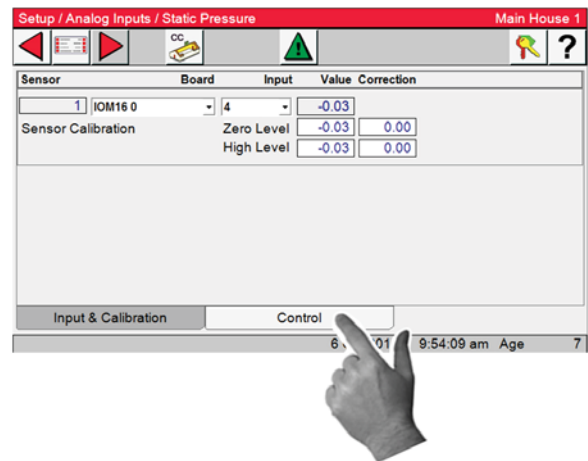 Setup / Analog Inputs / Static Pressure Main House 1
CC ?
Sensor Board Input Value Correction
1 IOM16 0 4 -0.03
Sensor Calibration Zero Level -0.03 0.00
High Level -0.03 0.00
Input & Calibration Control
6 01 9:54:09 am Age 7